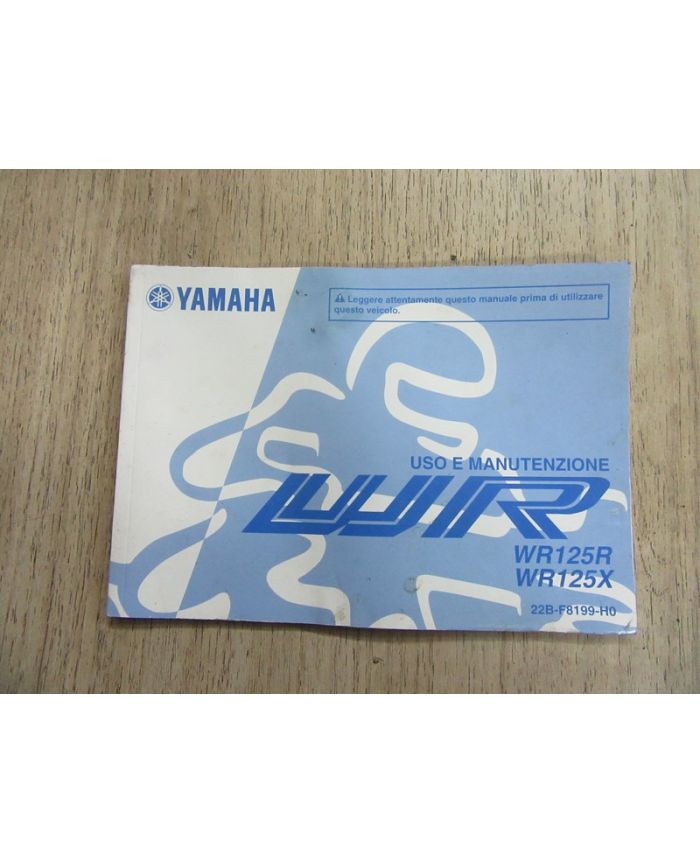 YAMAHA
⚠ Leggere attentamente questo manuale prima di utilizzare
questo veicolo.
USO E MANUTENZIONE
WR
WR125R
WR125X
22B-F8199-H0